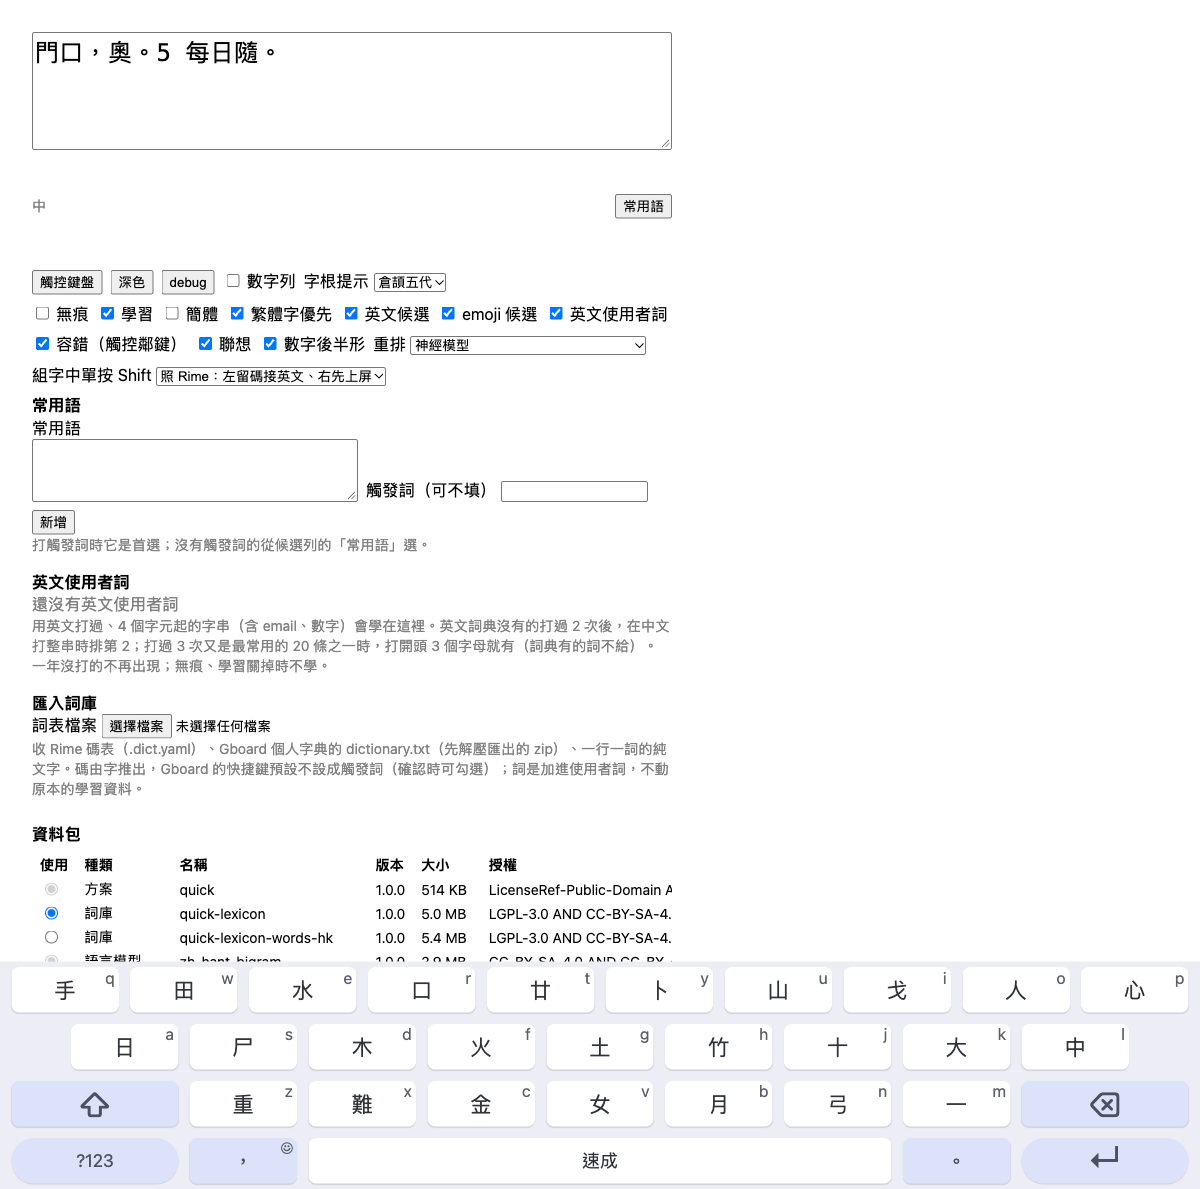 門口，奧。5 每日隨。
中 常用語
觸控鍵盤 深色 debug 數字列 字根提示 倉頡五代
無痕 學習 簡體 繁體字優先 英文候選 emoji 候選 英文使用者詞
容錯（觸控鄰鍵） 聯想 數字後半形 重排 神經模型
組字中單按 Shift 照 Rime：左留碼接英文、右先上屏
常用語
常用語
觸發詞（可不填）
新增
打觸發詞時它是首選；沒有觸發詞的從候選列的「常用語」選。
英文使用者詞
還沒有英文使用者詞
用英文打過、4 個字元起的字串（含 email、數字）會學在這裡。英文詞典沒有的打過 2 次後，在中文
打整串時排第 2；打過 3 次又是最常用的 20 條之一時，打開頭 3 個字母就有（詞典有的詞不給）。
一年沒打的不再出現；無痕、學習關掉時不學。
匯入詞庫
詞表檔案 選擇檔案 未選擇任何檔案
收 Rime 碼表（.dict.yaml）、Gboard 個人字典的 dictionary.txt（先解壓匯出的 zip）、一行一詞的純
文字。碼由字推出，Gboard 的快捷鍵預設不設成觸發詞（確認時可勾選）；詞是加進使用者詞，不動
原本的學習資料。
資料包
使用 種類 名稱 版本 大小 授權
方案 quick 1.0.0 514 KB LicenseRef-Public-Domain A
詞庫 quick-lexicon 1.0.0 5.0 MB LGPL-3.0 AND CC-BY-SA-4.
詞庫 quick-lexicon-words-hk 1.0.0 5.4 MB LGPL-3.0 AND CC-BY-SA-4.
語言模型 zh-hant-bigram 1.0.0 2.9 MB CC-BY-SA-4.0 AND CC-BY-
手 q 田 w 水 e 口 r 廿 t 卜 y 山 u 戈 i 人 o 心 p
日 a 尸 s 木 d 火 f 土 g 竹 h 十 j 大 k 中 l
重 z 難 x 金 c 女 v 月 b 弓 n 一 m
?123 ， 速成 。